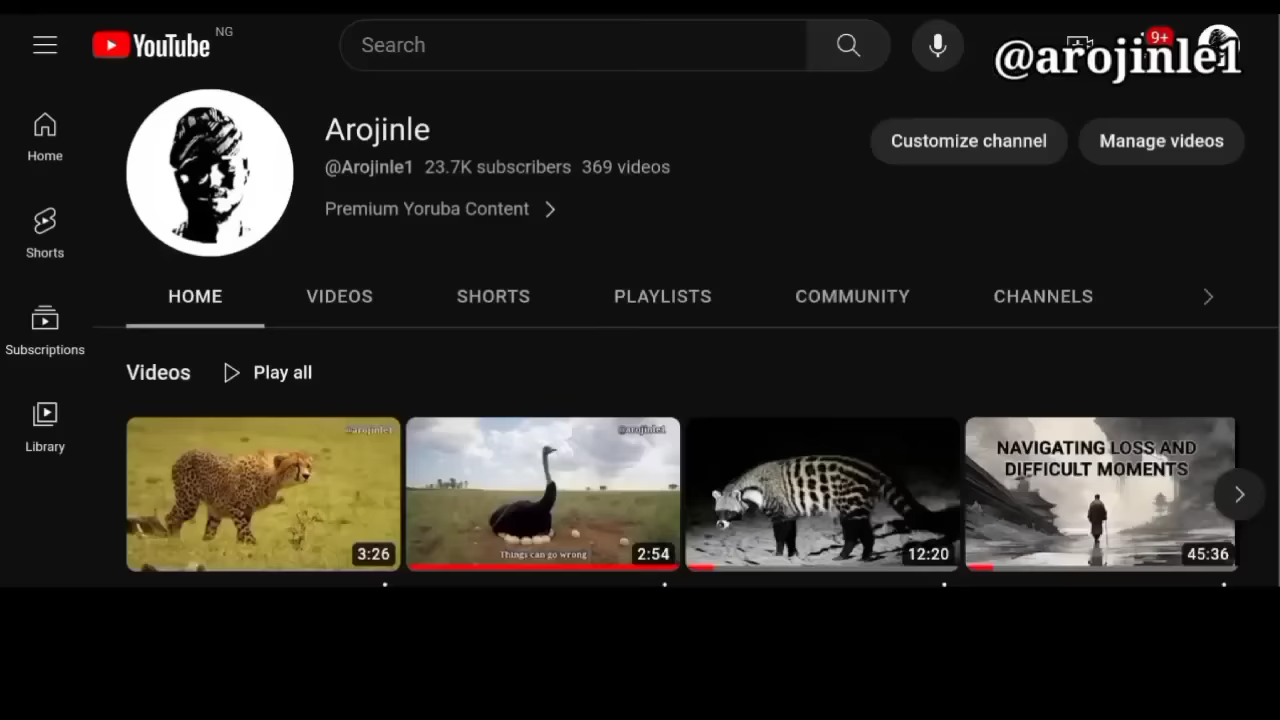 YouTube NG
Search
9+
@arojinle1
Home
Shorts
Subscriptions
Library
Arojinle
@Arojinle1 23.7K subscribers 369 videos
Premium Yoruba Content
Customize channel
Manage videos
HOME VIDEOS SHORTS PLAYLISTS COMMUNITY CHANNELS
Videos Play all
@arojinle1
3:26
@arojinle1
Things can go wrong
2:54
12:20
NAVIGATING LOSS AND
DIFFICULT MOMENTS
45:36